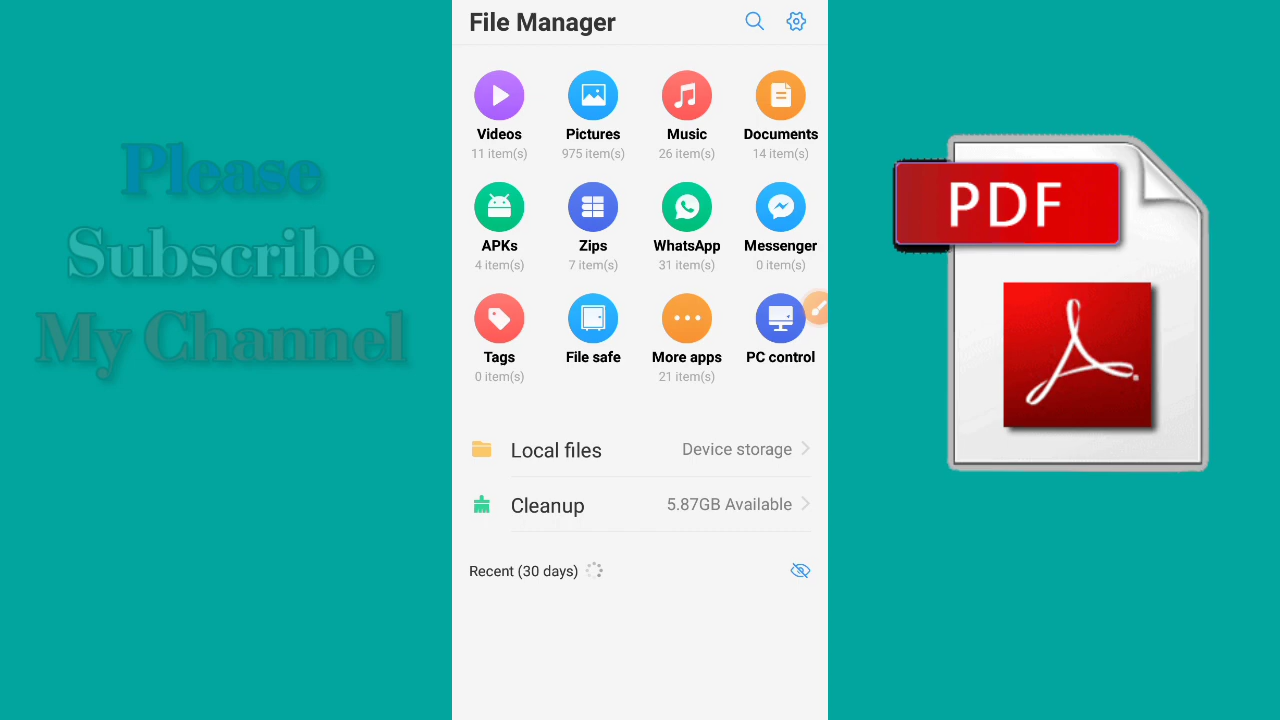 Please
Subscribe
My Channel
File Manager
Videos
11 item(s)
Pictures
975 item(s)
Music
26 item(s)
Documents
14 item(s)
APKs
4 item(s)
Zips
7 item(s)
WhatsApp
31 item(s)
Messenger
0 item(s)
Tags
0 item(s)
File safe
More apps
21 item(s)
PC control
Local files Device storage
Cleanup 5.87GB Available
Recent (30 days)
PDF